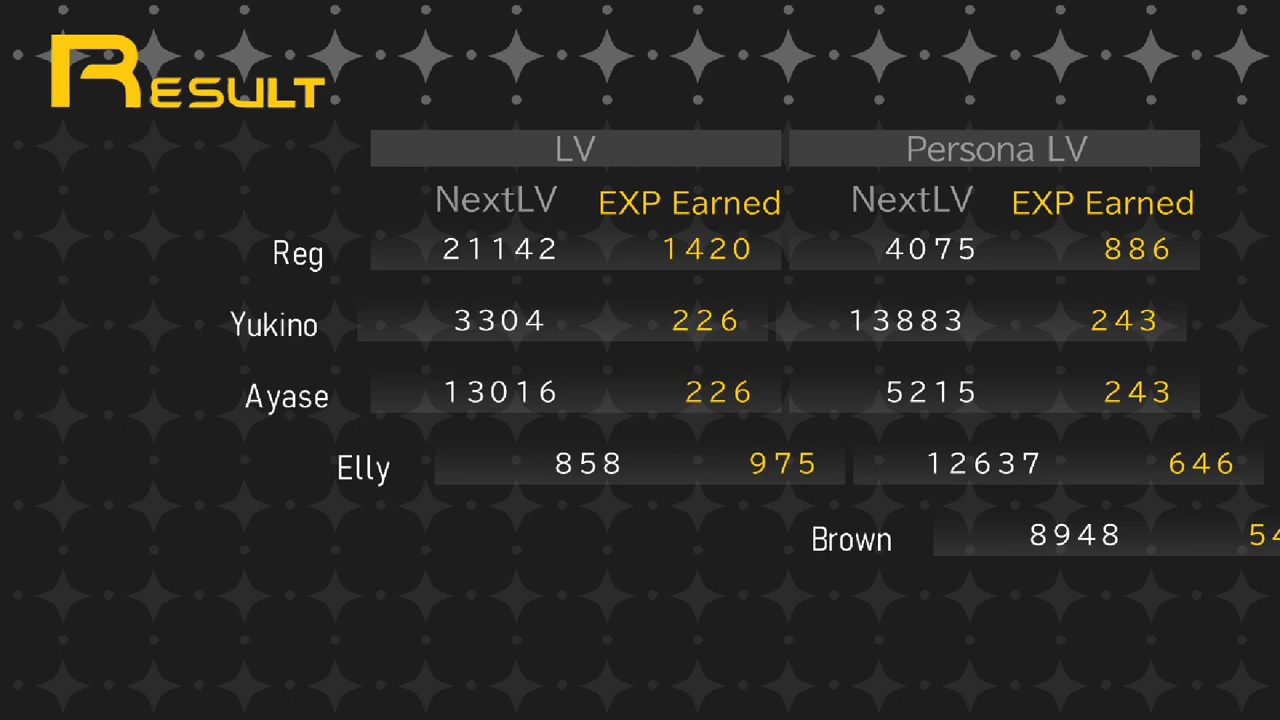 RESULT
LV Persona LV
NextLV EXP Earned NextLV EXP Earned
Reg 21142 1420 4075 886
Yukino 3304 226 13883 243
Ayase 13016 226 5215 243
Elly 858 975 12637 646
Brown 8948 54